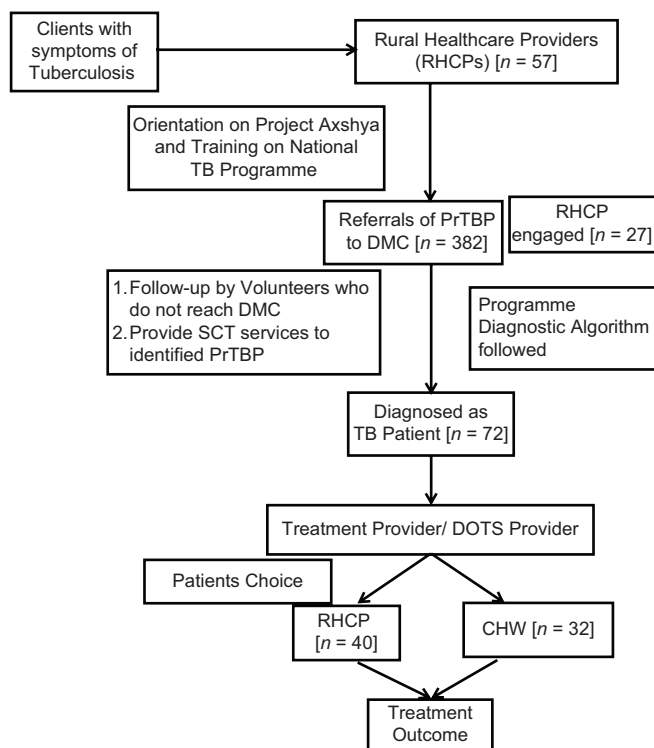 Clients with
symptoms of
Tuberculosis
Rural Healthcare Providers
(RHCPs) [n = 57]
Orientation on Project Axshya
and Training on National
TB Programme
Referrals of PrTBP
to DMC [n = 382]
RHCP
engaged [n = 27]
1. Follow-up by Volunteers who
do not reach DMC
2. Provide SCT services to
identified PrTBP
Programme
Diagnostic Algorithm
followed
Diagnosed as
TB Patient [n = 72]
Treatment Provider/ DOTS Provider
Patients Choice
RHCP
[n = 40]
CHW [n = 32]
Treatment
Outcome